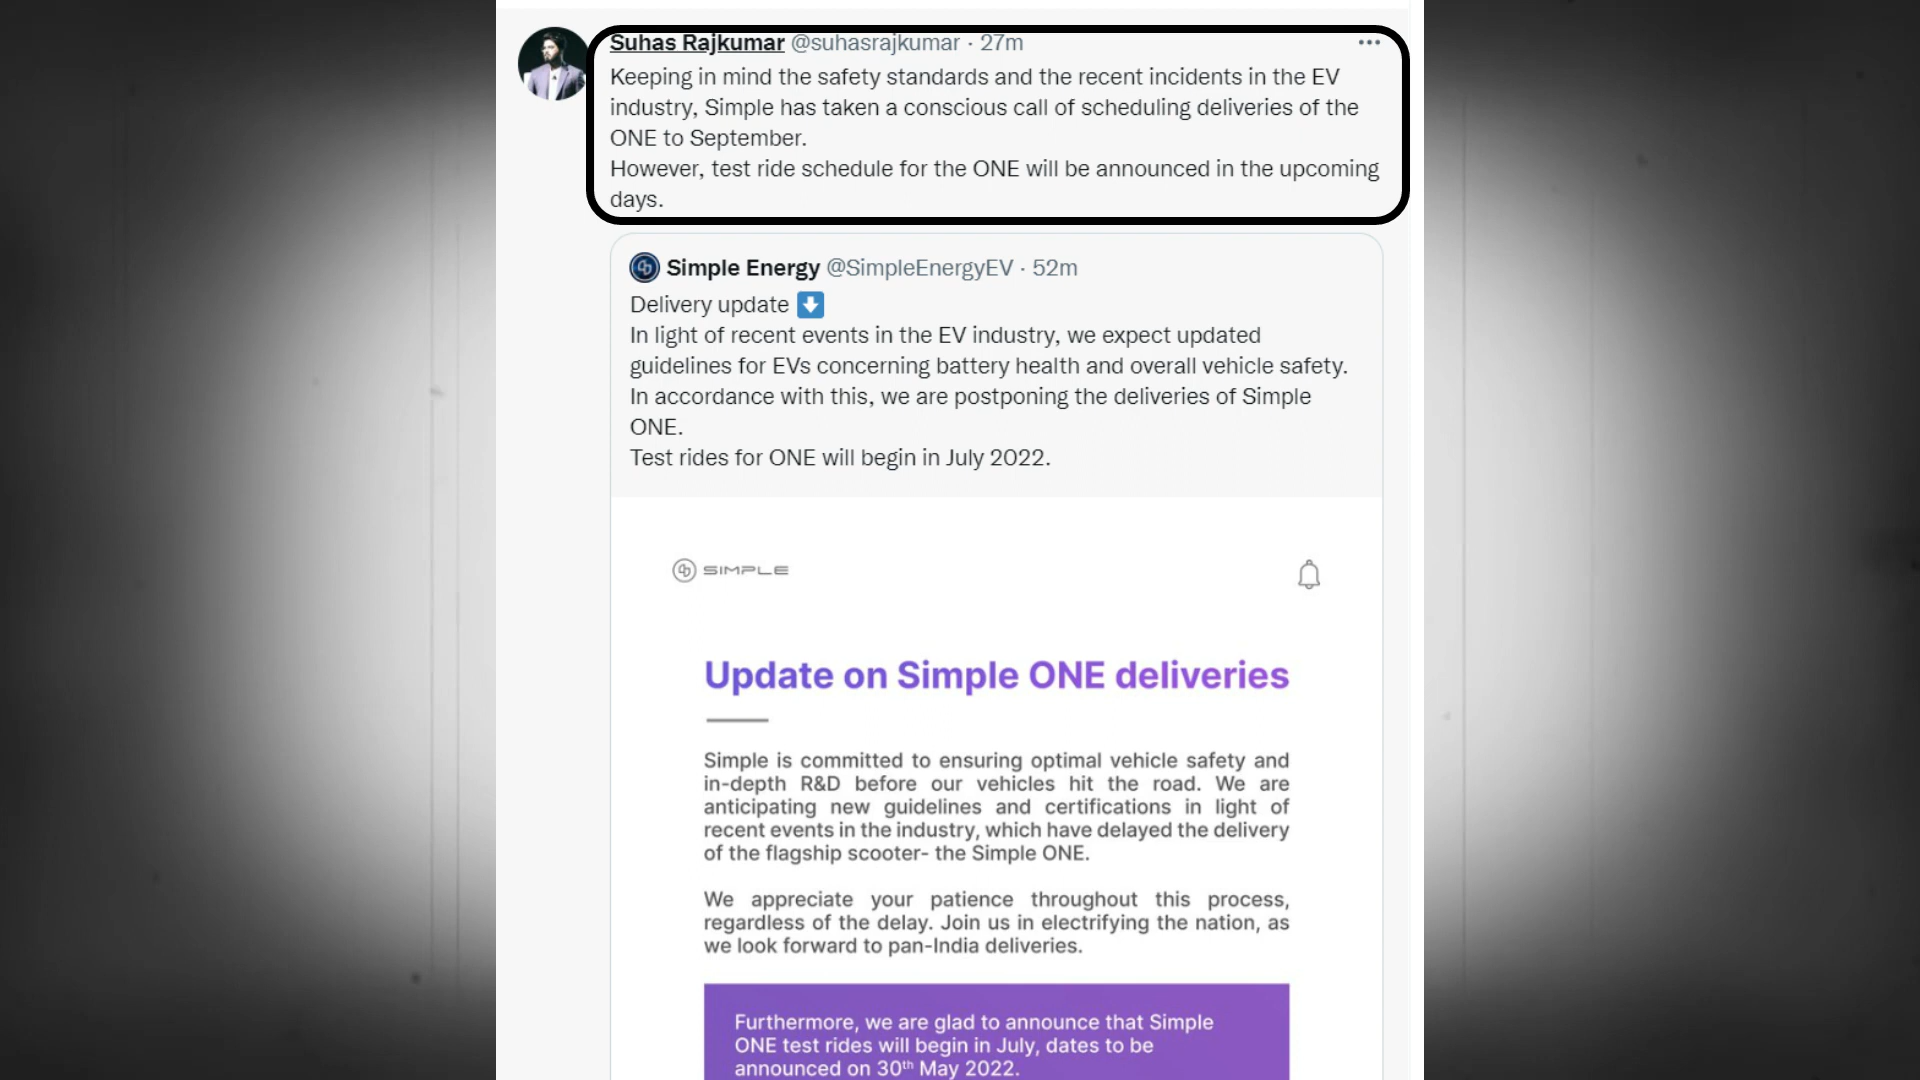 Suhas Rajkumar @suhasrajkumar · 27m
Keeping in mind the safety standards and the recent incidents in the EV
industry, Simple has taken a conscious call of scheduling deliveries of the
ONE to September.
However, test ride schedule for the ONE will be announced in the upcoming
days.
Simple Energy @SimpleEnergyEV · 52m
Delivery update ⬇️
In light of recent events in the EV industry, we expect updated
guidelines for EVs concerning battery health and overall vehicle safety.
In accordance with this, we are postponing the deliveries of Simple
ONE.
Test rides for ONE will begin in July 2022.
SIMPLE
Update on Simple ONE deliveries
Simple is committed to ensuring optimal vehicle safety and
in-depth R&D before our vehicles hit the road. We are
anticipating new guidelines and certifications in light of
recent events in the industry, which have delayed the delivery
of the flagship scooter- the Simple ONE.
We appreciate your patience throughout this process,
regardless of the delay. Join us in electrifying the nation, as
we look forward to pan-India deliveries.
Furthermore, we are glad to announce that Simple
ONE test rides will begin in July, dates to be
announced on 30th May 2022.